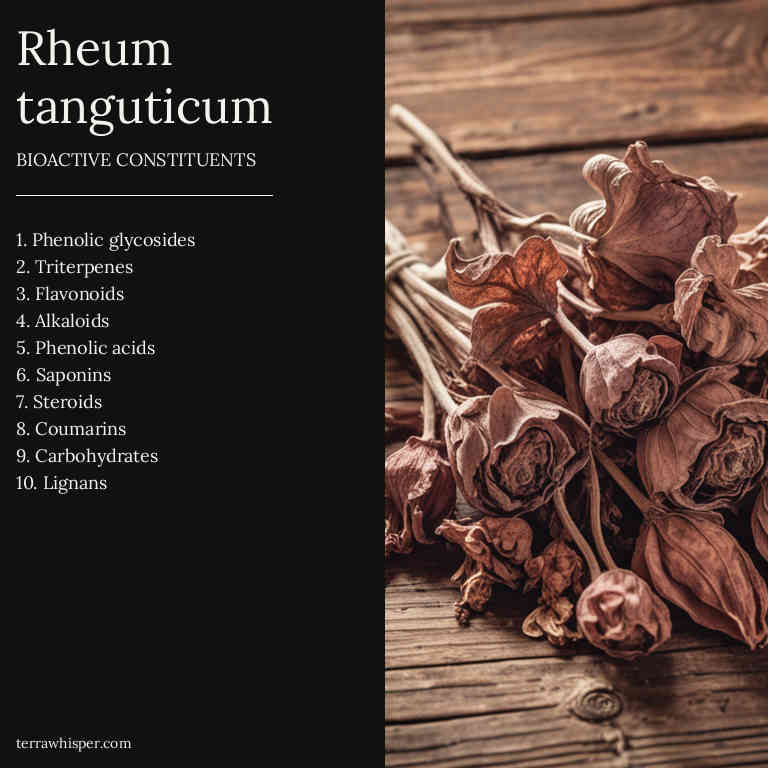 Rheum
tanguticum
BIOACTIVE CONSTITUENTS
1. Phenolic glycosides
2. Triterpenes
3. Flavonoids
4. Alkaloids
5. Phenolic acids
6. Saponins
7. Steroids
8. Coumarins
9. Carbohydrates
10. Lignans
terrawhisper.com